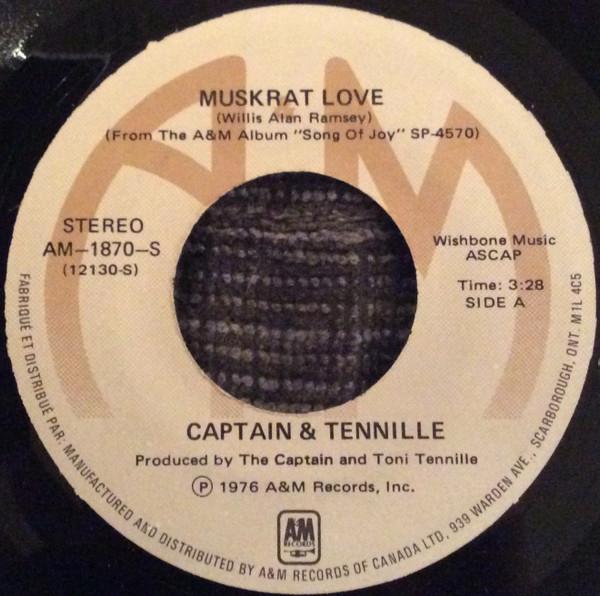 MUSKRAT LOVE
(Willis Alan Ramsey)
(From The A&M Album "Song Of Joy" SP-4570)
STEREO
AM-1870-S
(12130-S)
Wishbone Music
ASCAP
Time: 3:28
SIDE A
CAPTAIN & TENNILLE
Produced by The Captain and Toni Tennille
Ⓟ 1976 A&M Records, Inc.
A&M
RECORDS
FABRIQUÉ ET DISTRIBUÉ PAR: MANUFACTURED AND DISTRIBUTED BY A&M RECORDS OF CANADA LTD, 939 WARDEN AVE., SCARBOROUGH, ONT. M1L 4C5